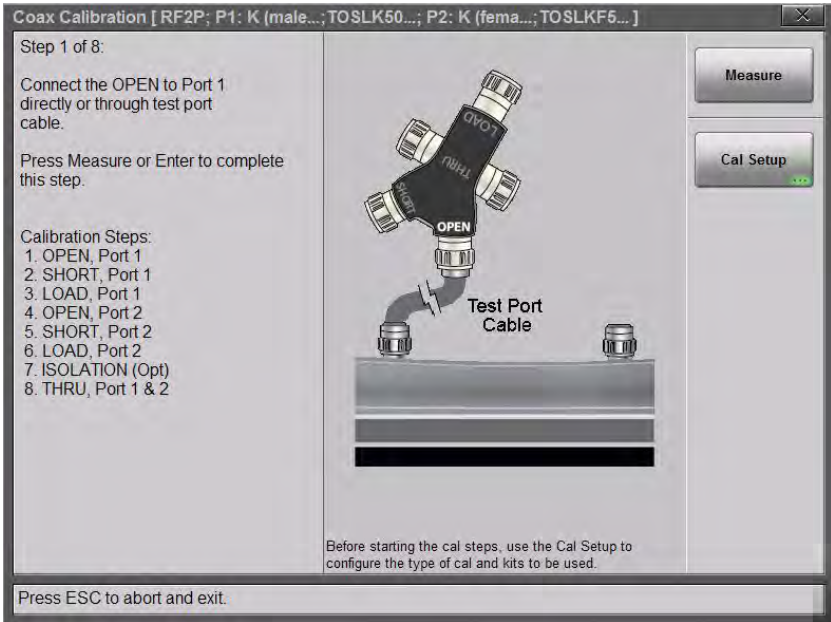 Coax Calibration [ RF2P; P1: K (male...; TOSLK50...; P2: K (fema...; TOSLKF5... ]
Step 1 of 8:
Connect the OPEN to Port 1
directly or through test port
cable.
Press Measure or Enter to complete
this step.
Calibration Steps:
1. OPEN, Port 1
2. SHORT, Port 1
3. LOAD, Port 1
4. OPEN, Port 2
5. SHORT, Port 2
6. LOAD, Port 2
7. ISOLATION (Opt)
8. THRU, Port 1 & 2
LOAD
THRU
SHORT
OPEN
Test Port
Cable
Before starting the cal steps, use the Cal Setup to
configure the type of cal and kits to be used.
Measure
Cal Setup
Press ESC to abort and exit.